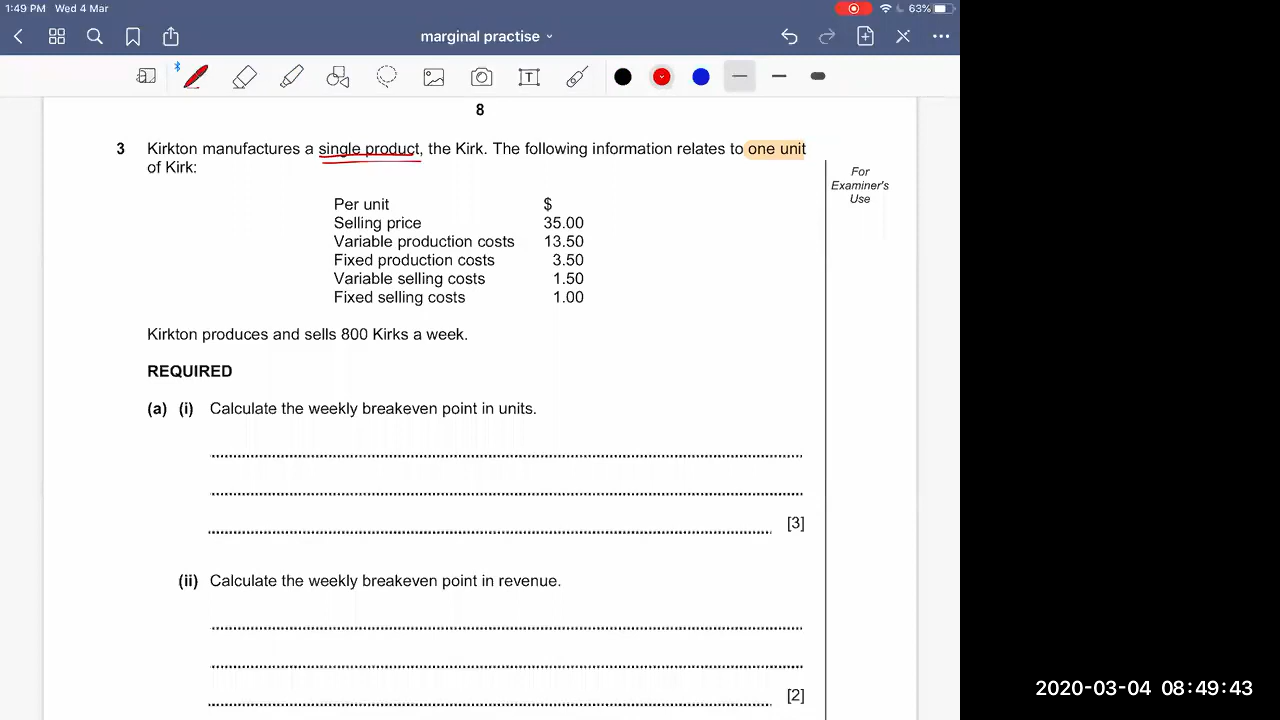 1:49 PM Wed 4 Mar
63%
marginal practise
T
8
3 Kirkton manufactures a single product, the Kirk. The following information relates to one unit
of Kirk:
For
Examiner's
Use
Per unit $
Selling price 35.00
Variable production costs 13.50
Fixed production costs 3.50
Variable selling costs 1.50
Fixed selling costs 1.00
Kirkton produces and sells 800 Kirks a week.
REQUIRED
(a) (i) Calculate the weekly breakeven point in units.
[3]
(ii) Calculate the weekly breakeven point in revenue.
[2]
2020-03-04 08:49:43